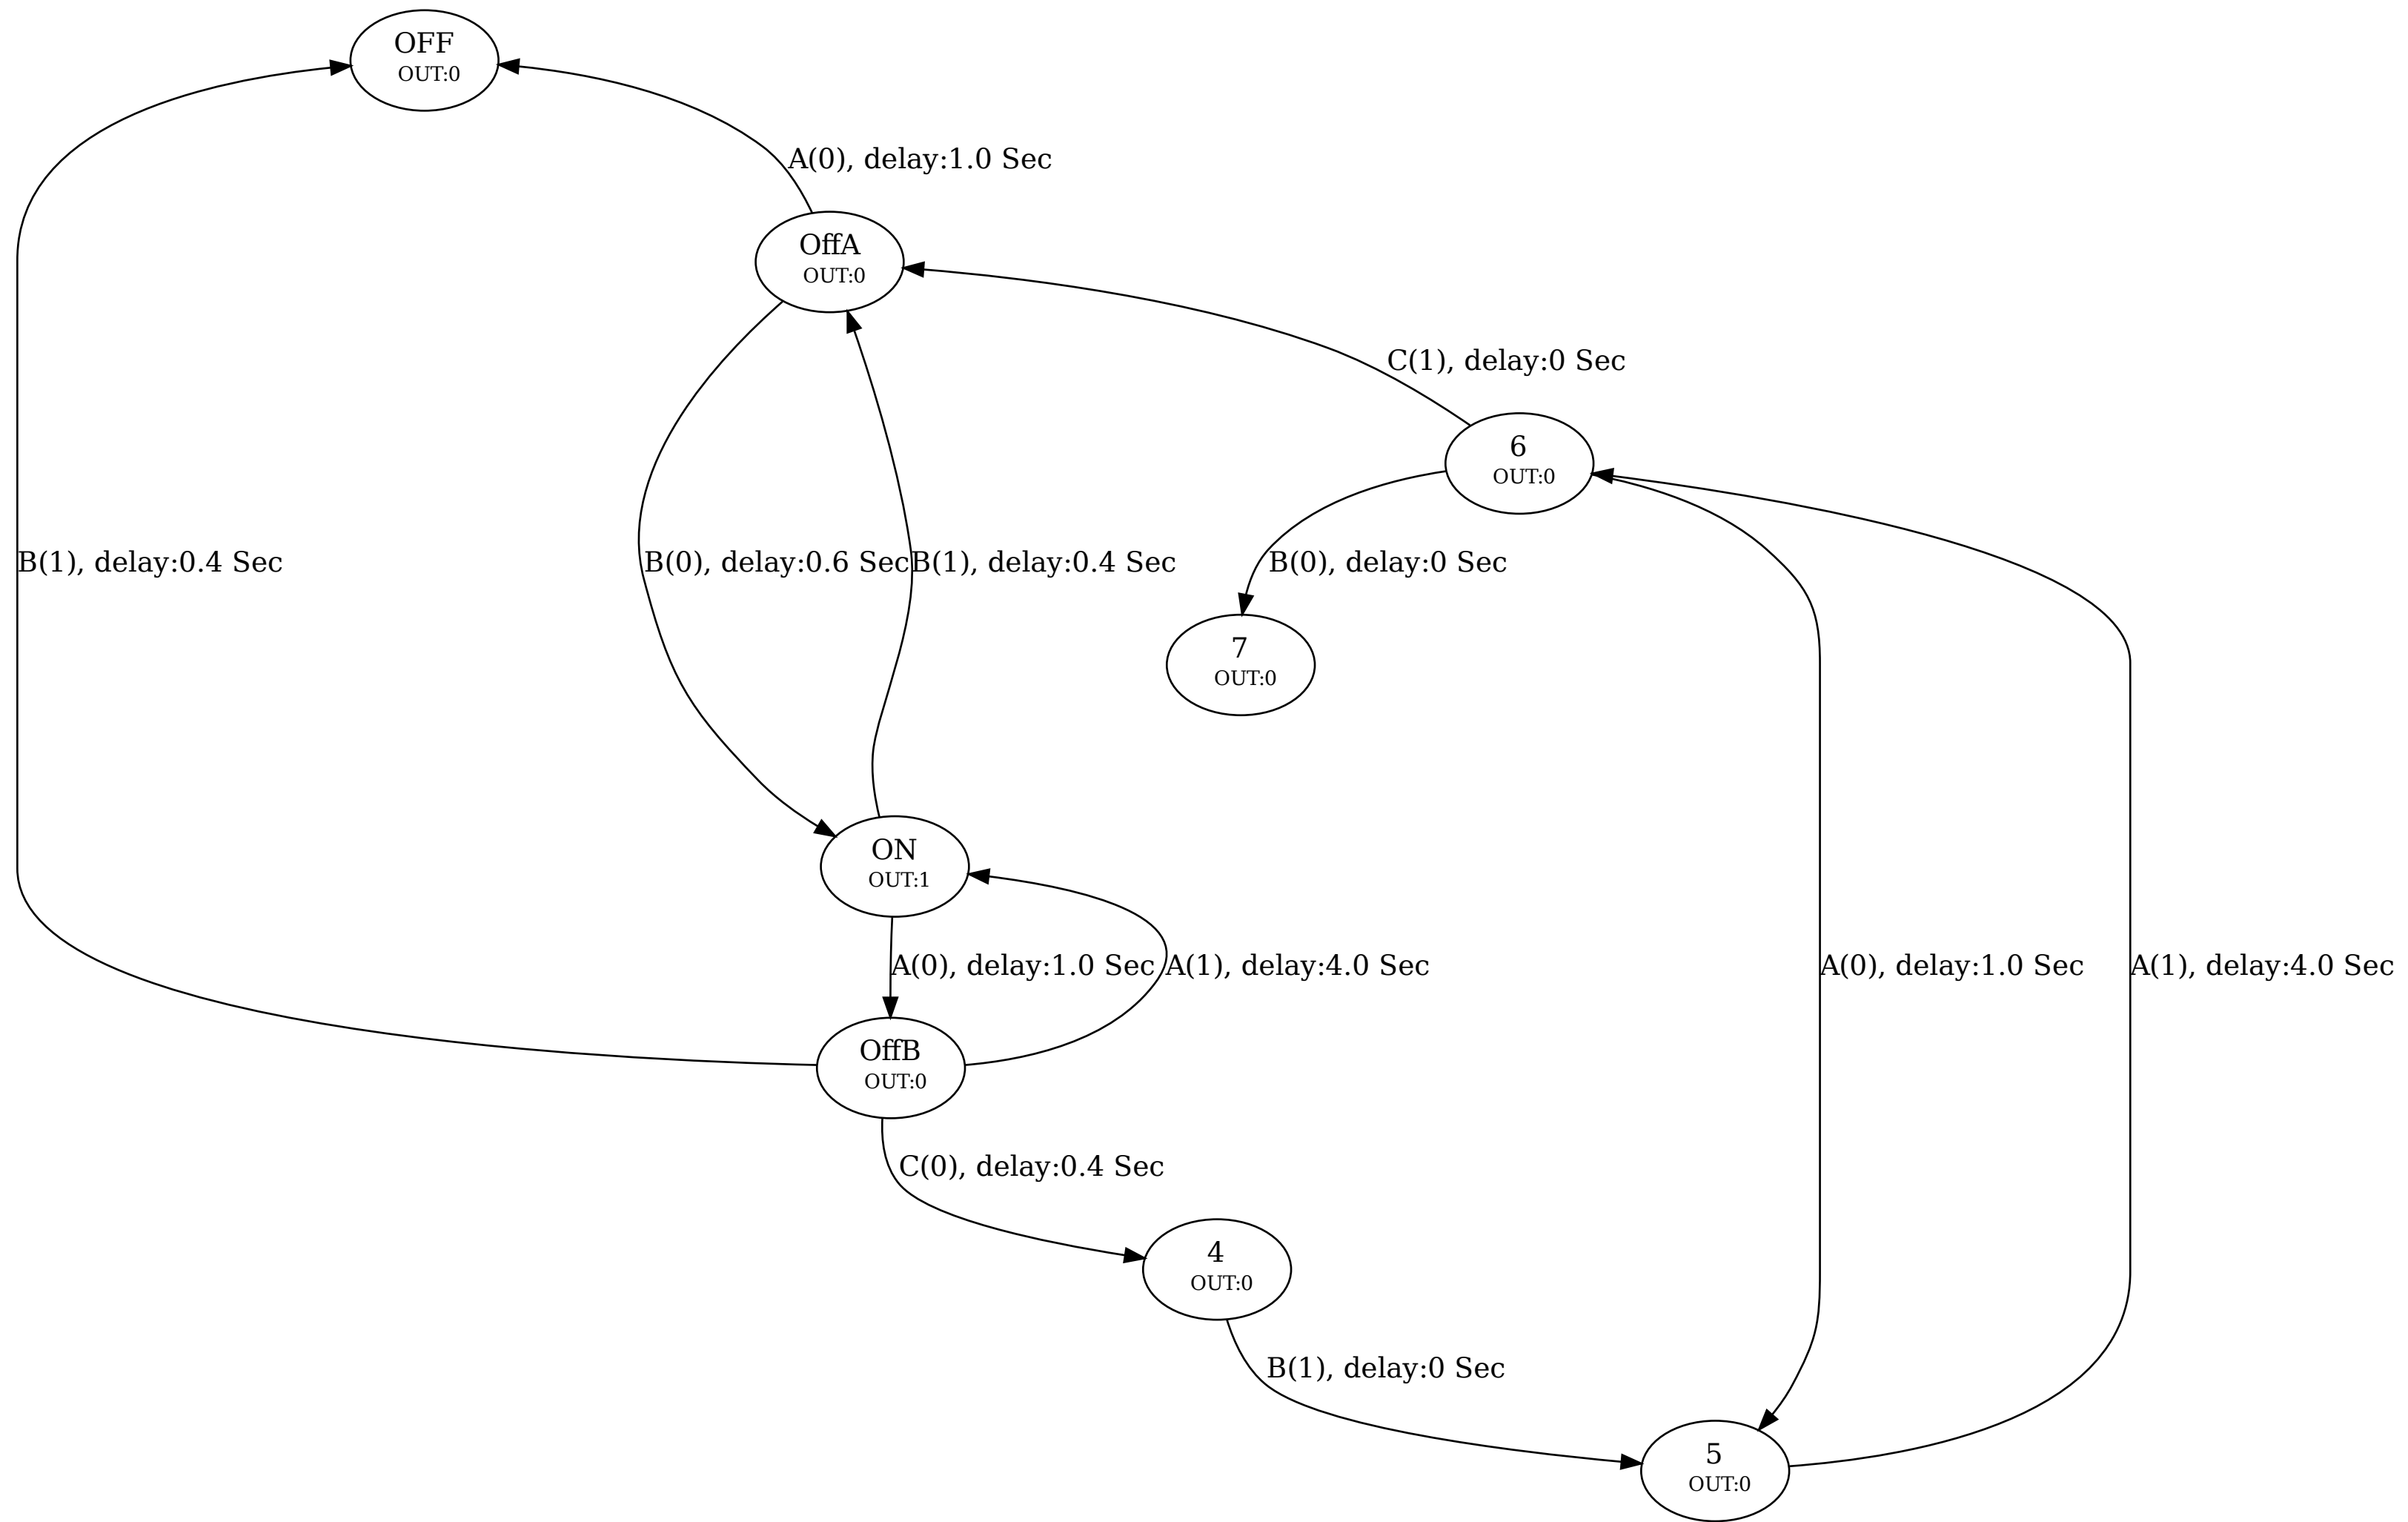 OFF
OUT:0
A(0), delay:1.0 Sec
OffA
OUT:0
C(1), delay:0 Sec
6
OUT:0
B(1), delay:0.4 Sec
B(0), delay:0.6 Sec
B(1), delay:0.4 Sec
B(0), delay:0 Sec
7
OUT:0
ON
OUT:1
A(0), delay:1.0 Sec
A(1), delay:4.0 Sec
A(0), delay:1.0 Sec
A(1), delay:4.0 Sec
OffB
OUT:0
C(0), delay:0.4 Sec
4
OUT:0
B(1), delay:0 Sec
5
OUT:0